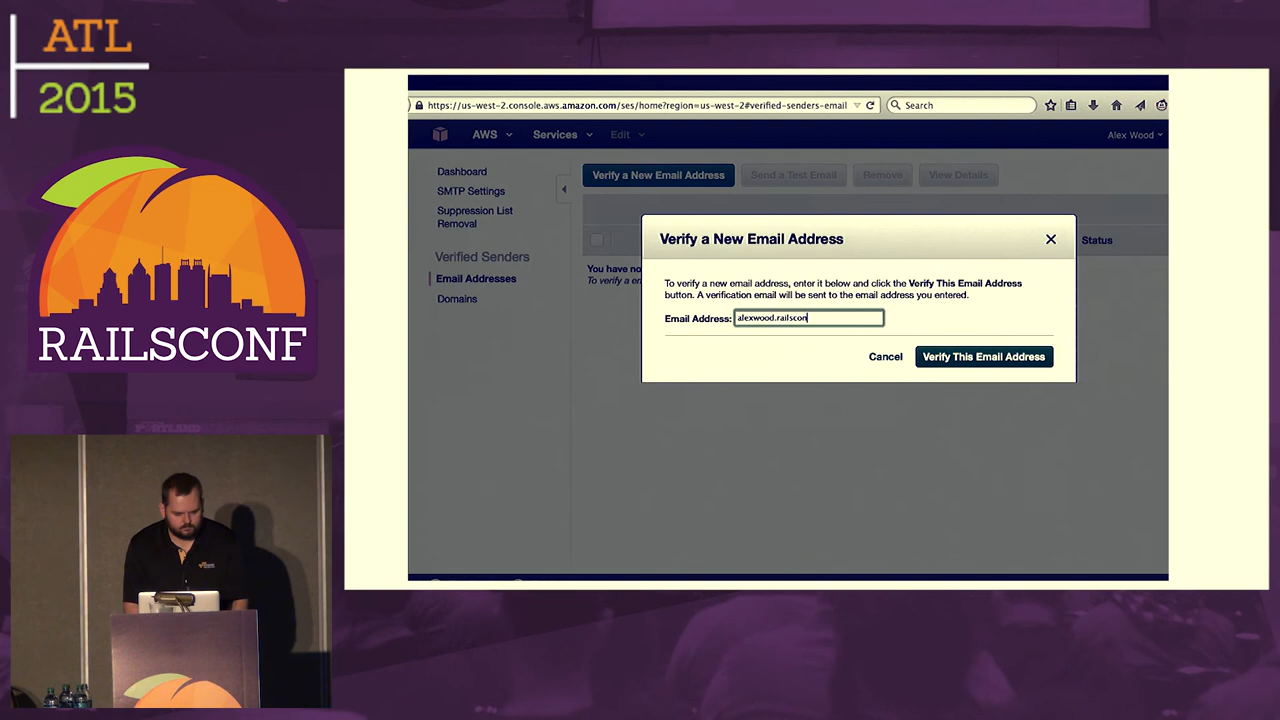 ATL
2015
RAILSCONF
https://us-west-2.console.aws.amazon.com/ses/home?region=us-west-2#verified-senders-email
Search
AWS
Services
Edit
Alex Wood
Dashboard
SMTP Settings
Suppression List
Removal
Verified Senders
Email Addresses
Domains
Verify a New Email Address
Send a Test Email
Remove
View Details
Status
You have no
To verify a en
Verify a New Email Address
To verify a new email address, enter it below and click the Verify This Email Address
button. A verification email will be sent to the email address you entered.
Email Address:
alexwood.railscon
Cancel
Verify This Email Address
PORTLAND